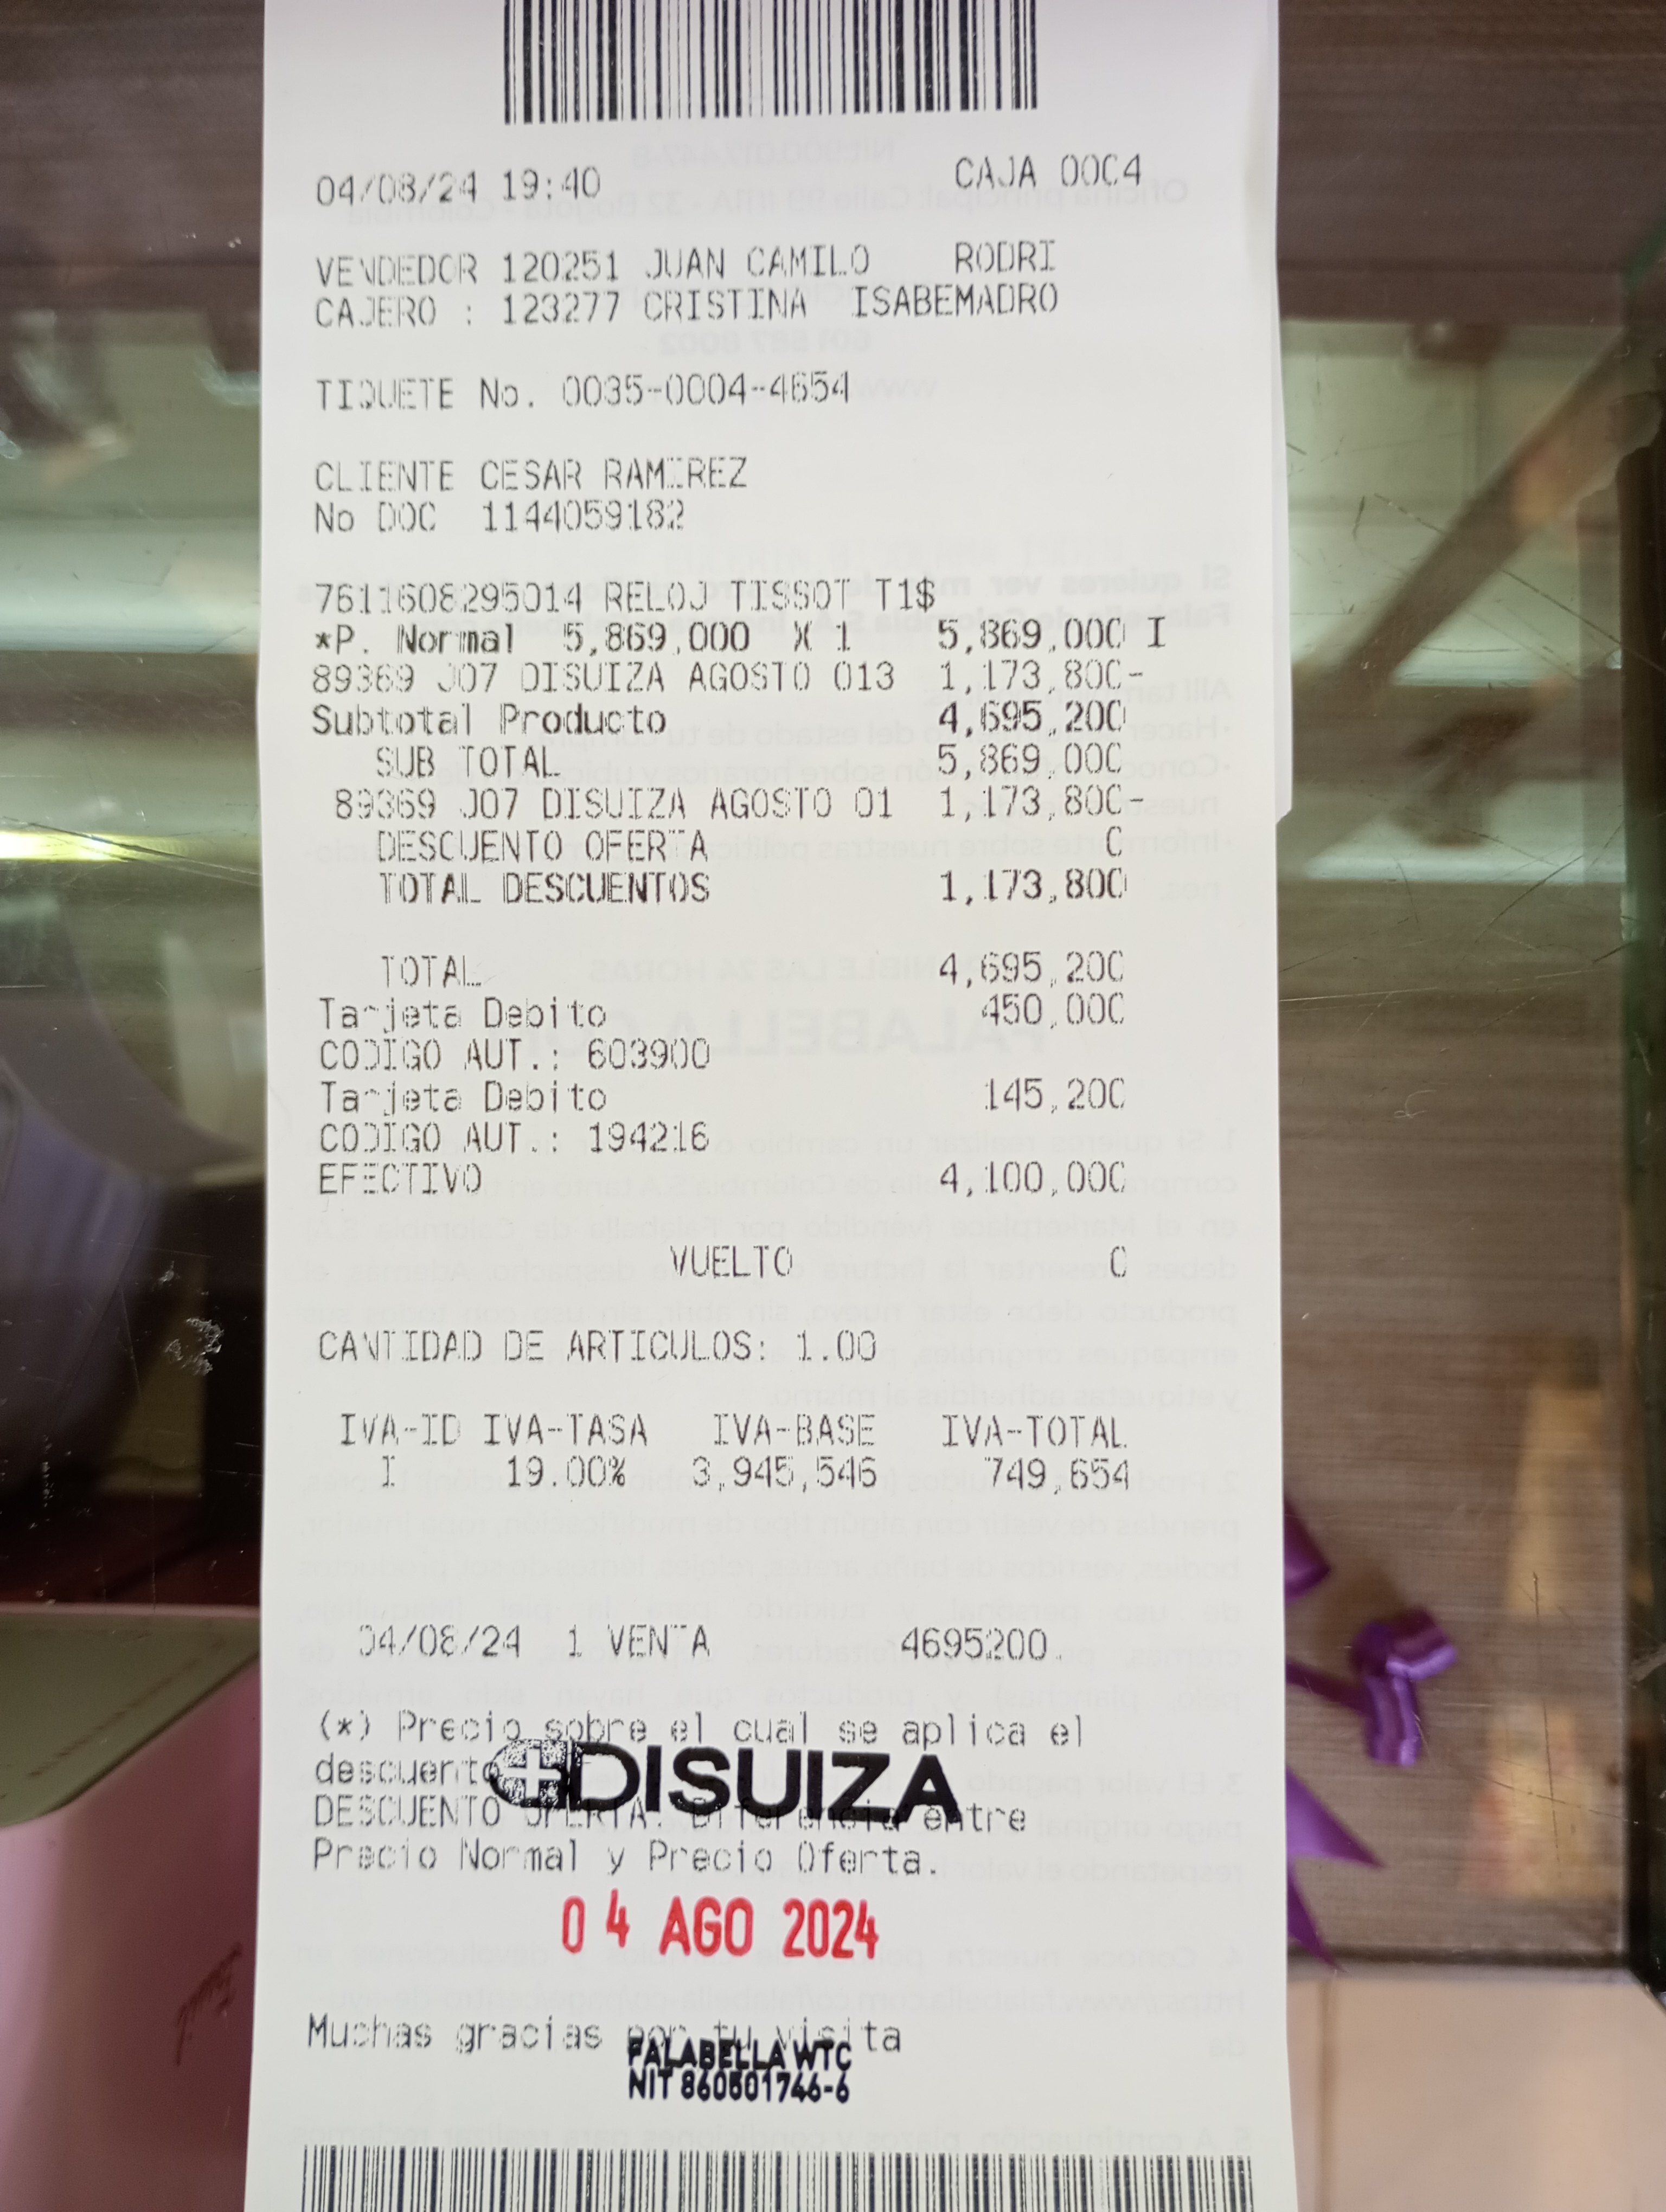 04/08/24 19:40 CAJA 0004
VENDEDOR 120251 JUAN CAMILO RODRI
CAJERO : 123277 CRISTINA ISABEMADRO
TIQUETE No. 0035-0004-4654
CLIENTE CESAR RAMIREZ
No DOC 1144059182
7611608295014 RELOJ TISSOT T1$
*P. Normal 5,869,000 X 1 5,869,000 I
89369 J07 DISUIZA AGOSTO 013 1,173,800-
Subtotal Producto 4,695,200
SUB TOTAL 5,869,000
89369 J07 DISUIZA AGOSTO 01 1,173,800-
DESCUENTO OFERTA 0
TOTAL DESCUENTOS 1,173,800
TOTAL 4,695,200
Tarjeta Debito 450,000
CODIGO AUT.: 603900
Tarjeta Debito 145,200
CODIGO AUT.: 194216
EFECTIVO 4,100,000
VUELTO 0
CANTIDAD DE ARTICULOS: 1.00
IVA-ID IVA-TASA IVA-BASE IVA-TOTAL
I 19.00% 3,945,546 749,654
04/08/24 1 VENTA 4695200.
(*) Precio sobre el cual se aplica el
descuento
DISUIZA
DESCUENTO OFERTA: Diferencia entre
Precio Normal y Precio Oferta.
04 AGO 2024
Muchas gracias por tu visita
FALABELLA WTC
NIT 860501746-6